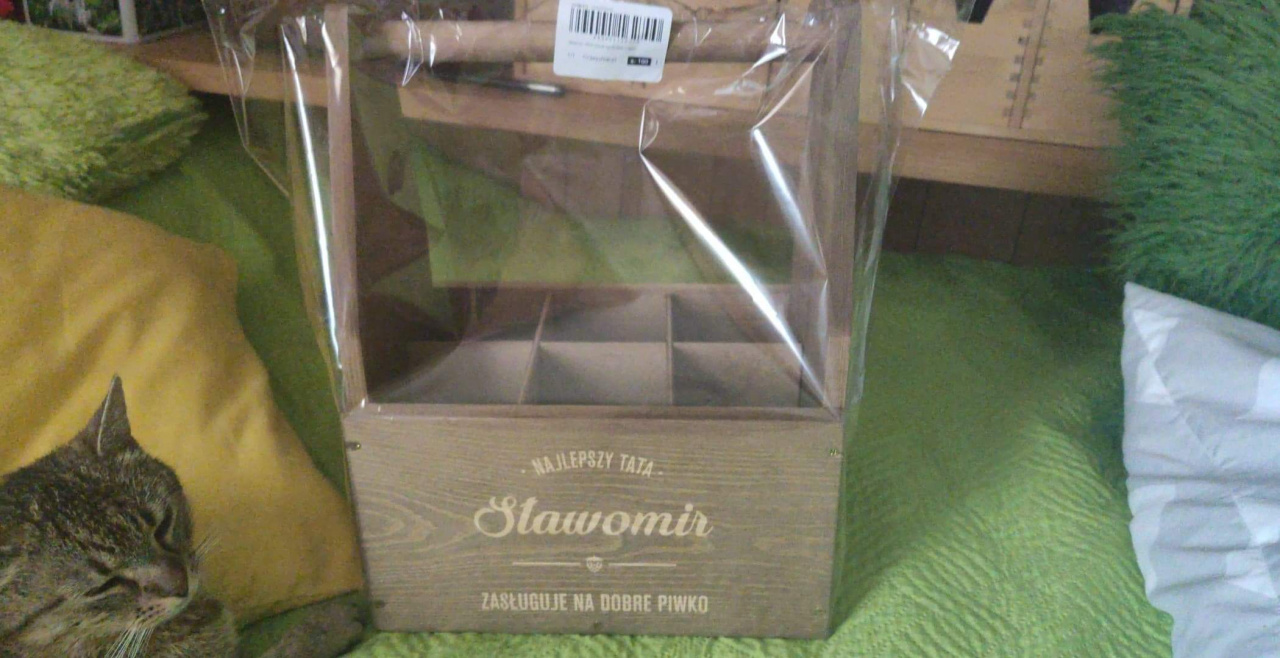 - NAJLEPSZY TATA -
Sławomir
ZASŁUGUJE NA DOBRE PIWKO